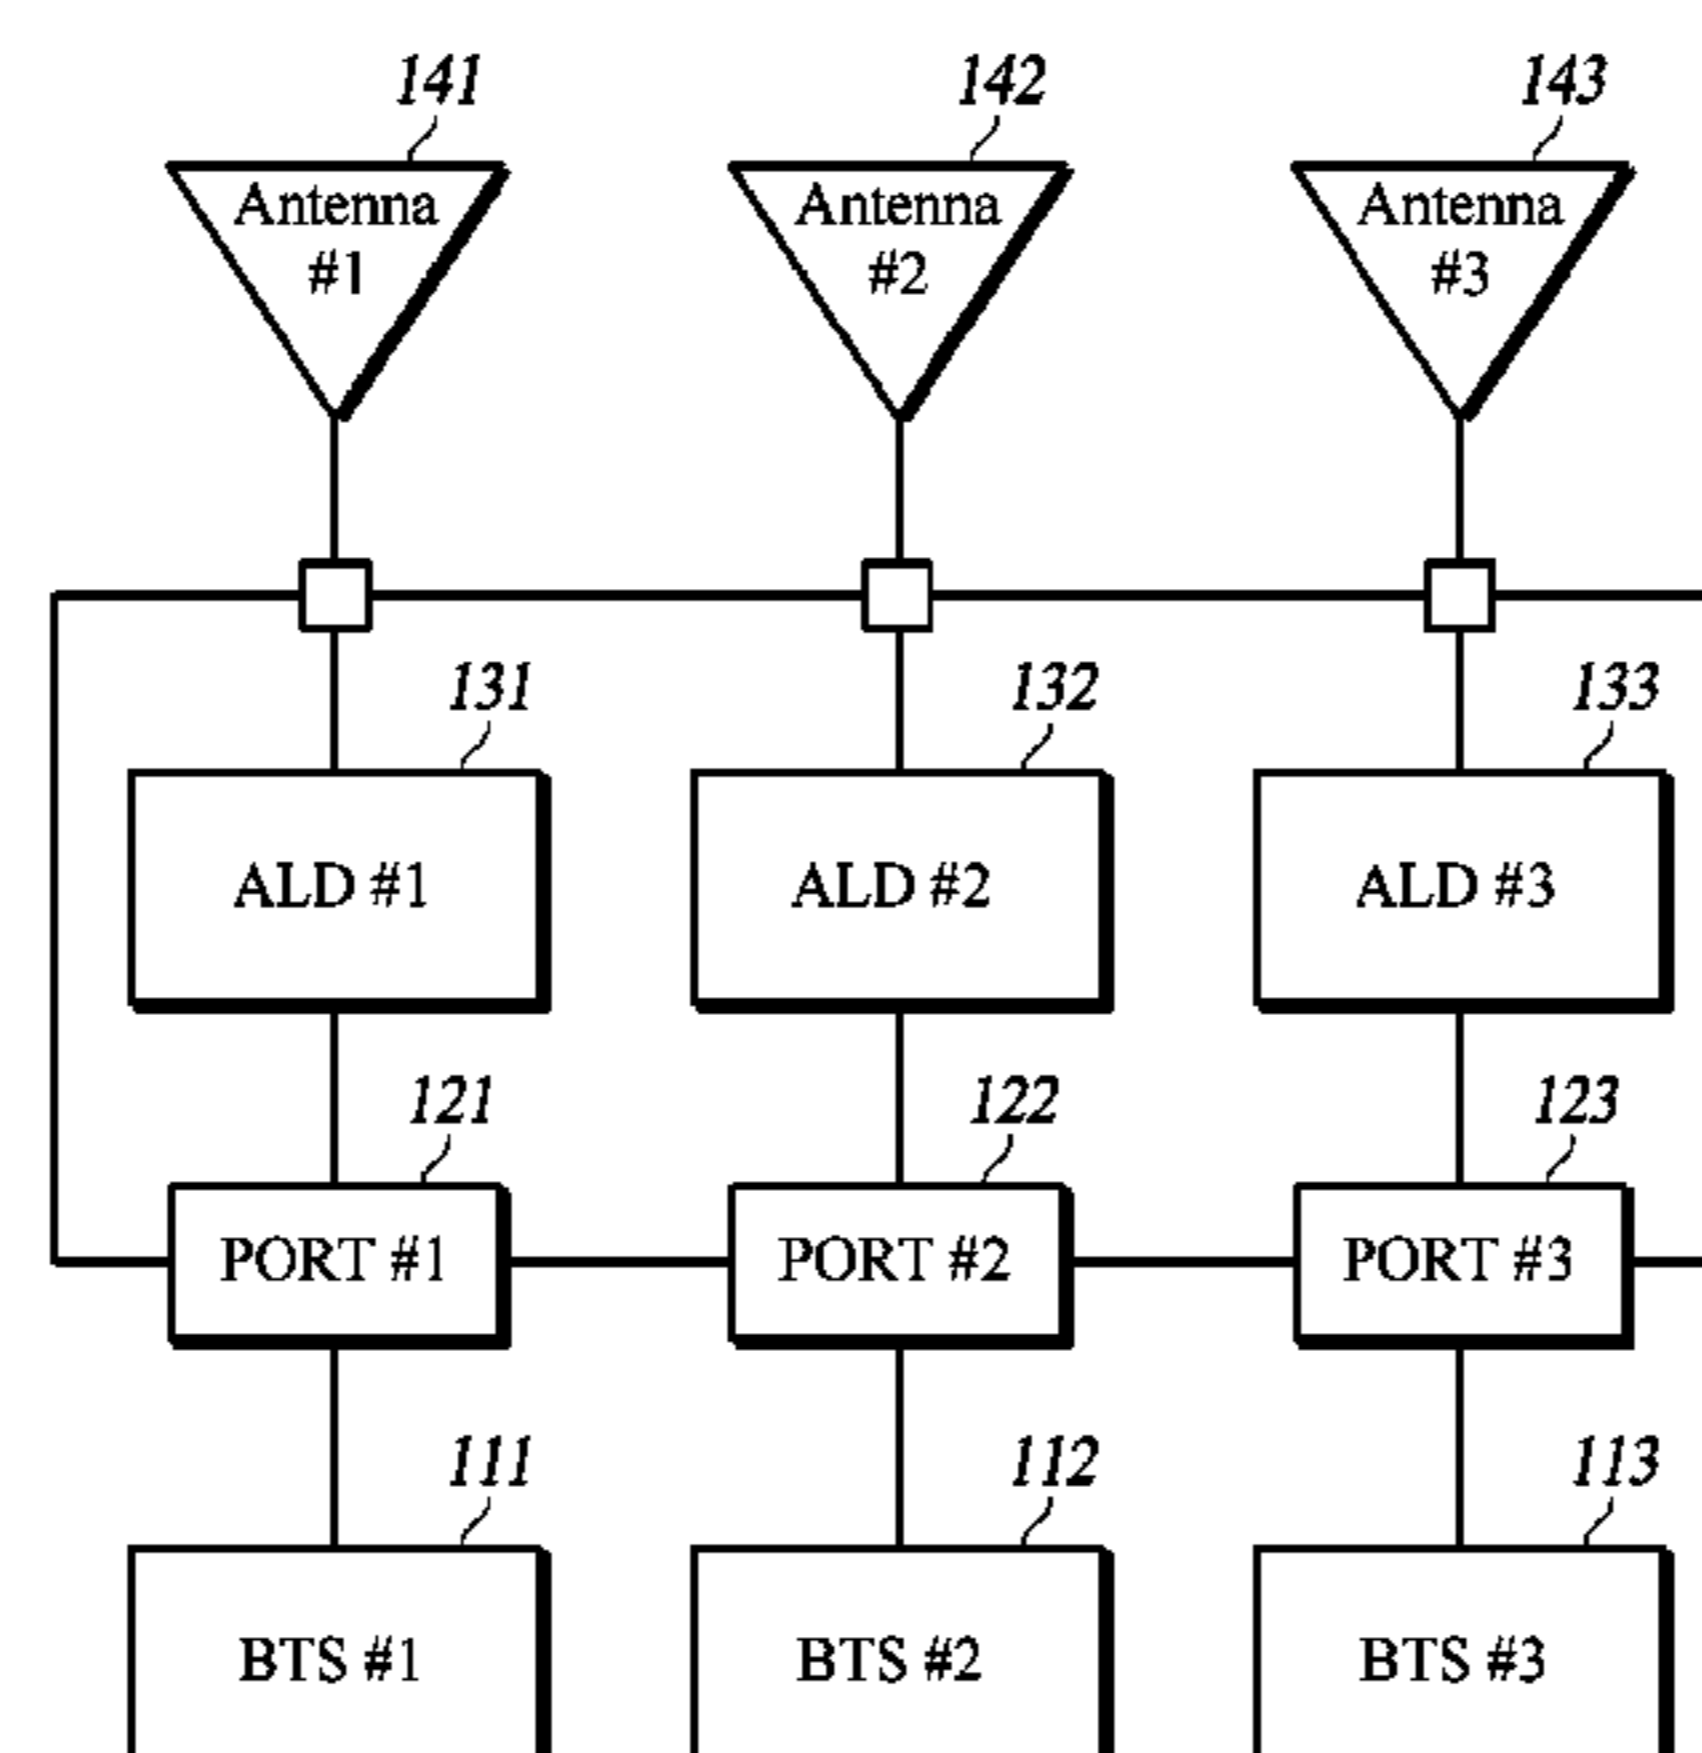 141 142 143
Antenna Antenna Antenna
#1 #2 #3
131 132 133
ALD #1 ALD #2 ALD #3
121 122 123
PORT #1 PORT #2 PORT #3
111 112 113
BTS #1 BTS #2 BTS #3